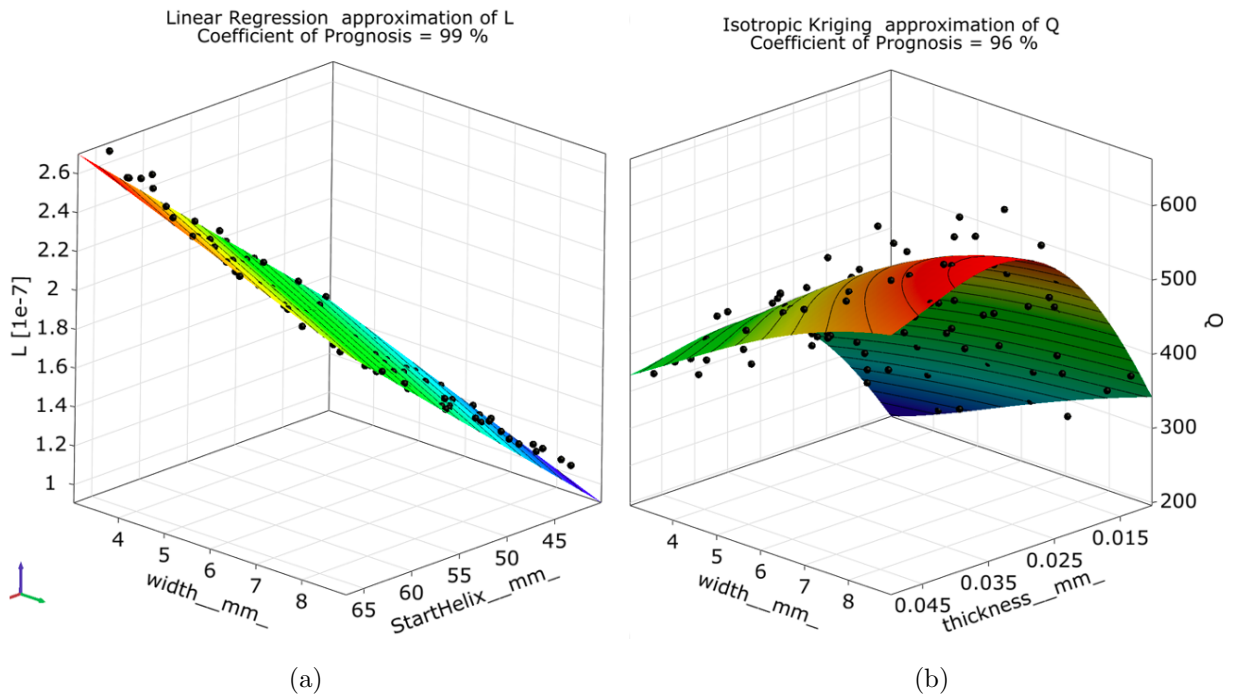 Linear Regression approximation of L
Coefficient of Prognosis = 99 %
2.6
2.4
2.2
2
1.8
1.6
1.4
1.2
1
L [1e-7]
4
5
6
7
8
width__mm_
65
60
55
50
45
StartHelix__mm_
(a)
Isotropic Kriging approximation of Q
Coefficient of Prognosis = 96 %
600
500
400
300
200
Q
4
5
6
7
8
width__mm_
0.045
0.035
0.025
0.015
thickness__mm_
(b)